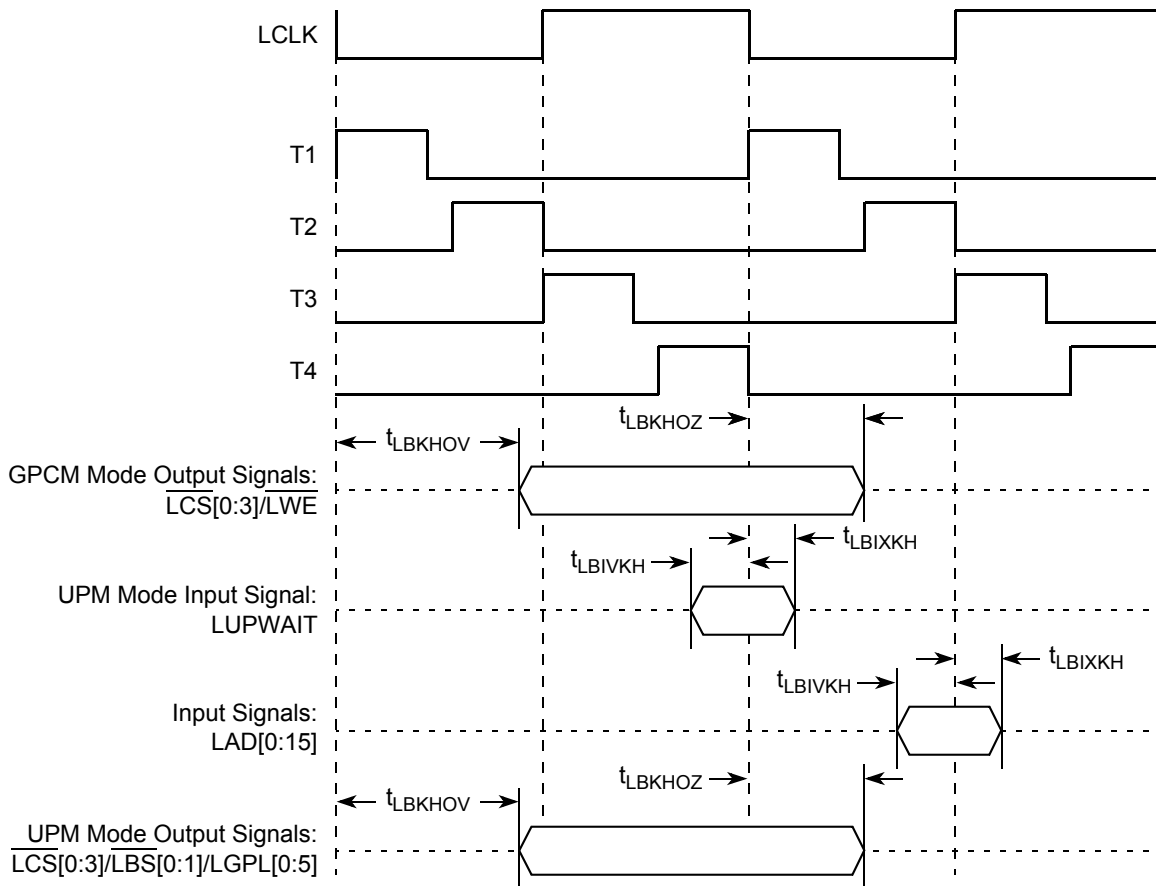 LCLK
T1
T2
T3
T4
tLBKHOZ
tLBKHOV
GPCM Mode Output Signals:
LCS[0:3]/LWE
tLBIXKH
tLBIVKH
UPM Mode Input Signal:
LUPWAIT
tLBIXKH
tLBIVKH
Input Signals:
LAD[0:15]
tLBKHOZ
tLBKHOV
UPM Mode Output Signals:
LCS[0:3]/LBS[0:1]/LGPL[0:5]